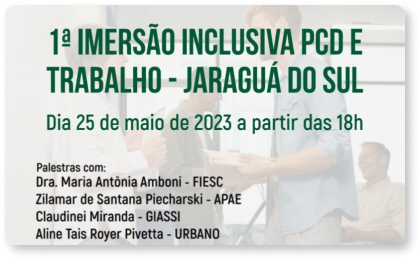 1ª IMERSÃO INCLUSIVA PCD E
TRABALHO - JARAGUÁ DO SUL
Dia 25 de maio de 2023 a partir das 18h
Palestras com:
Dra. Maria Antônia Amboni - FIESC
Zilamar de Santana Piecharski - APAE
Claudinei Miranda - GIASSI
Aline Tais Royer Pivetta - URBANO